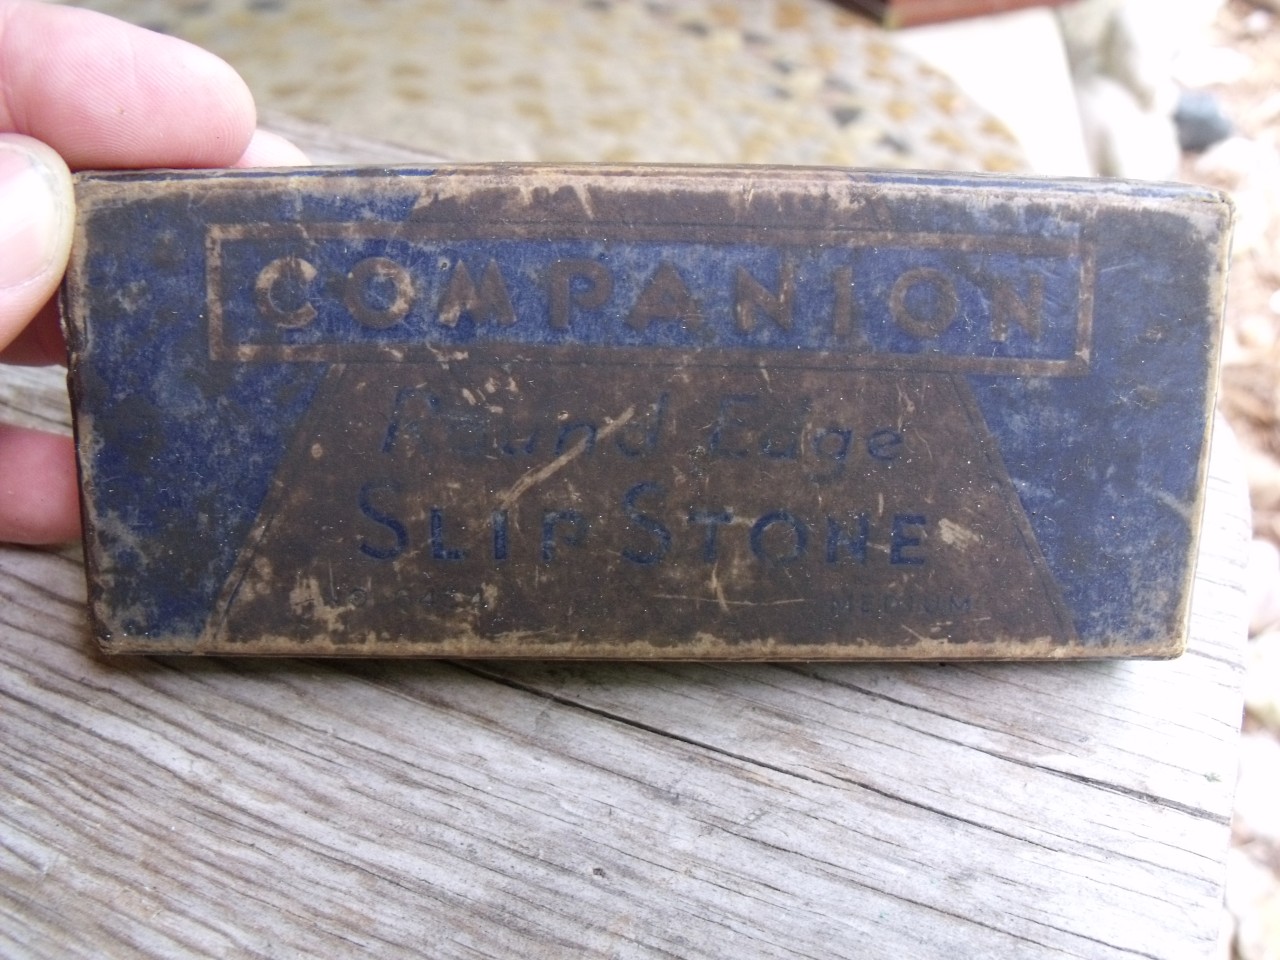 COMPANION
Round Edge
SLIP STONE
MEDIUM